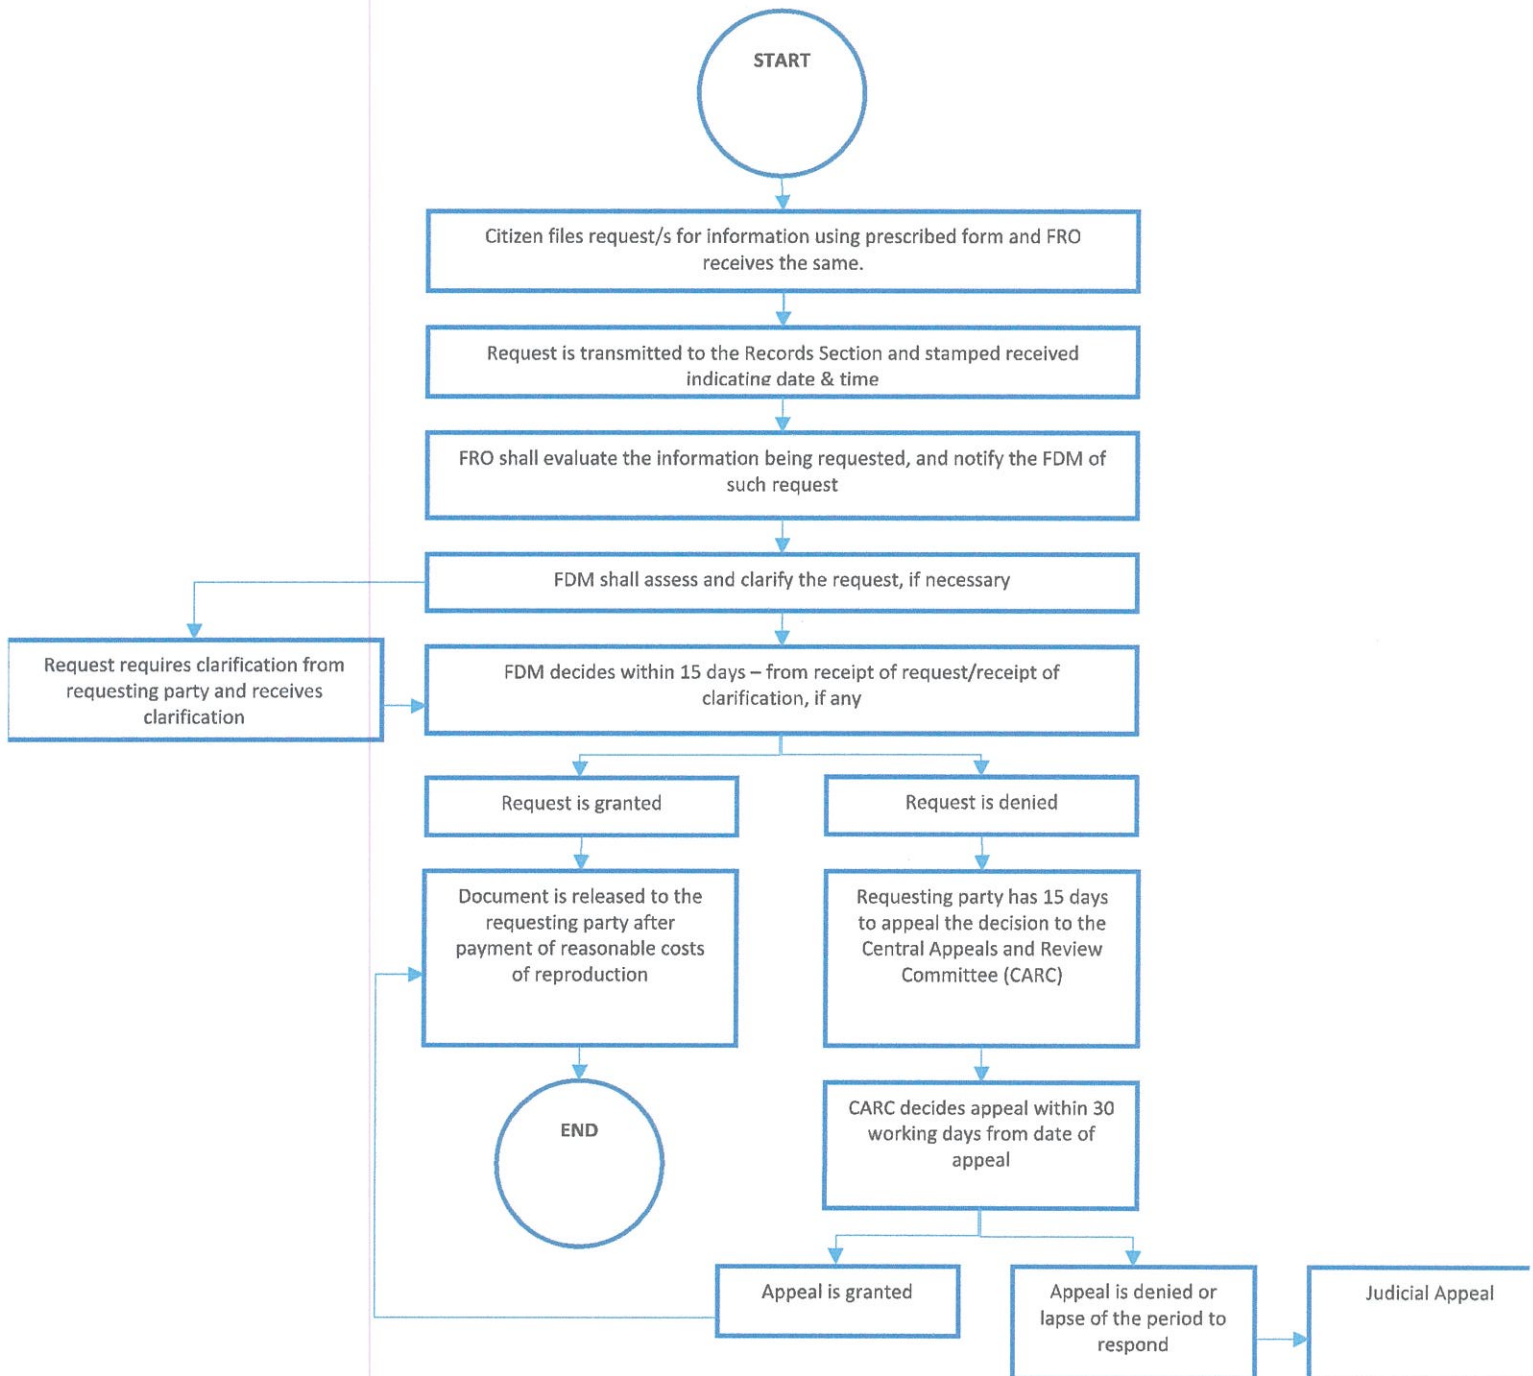 START
Citizen files request/s for information using prescribed form and FRO
receives the same.
Request is transmitted to the Records Section and stamped received
indicating date & time
FRO shall evaluate the information being requested, and notify the FDM of
such request
FDM shall assess and clarify the request, if necessary
Request requires clarification from
requesting party and receives
clarification
FDM decides within 15 days – from receipt of request/receipt of
clarification, if any
Request is granted
Request is denied
Document is released to the
requesting party after
payment of reasonable costs
of reproduction
Requesting party has 15 days
to appeal the decision to the
Central Appeals and Review
Committee (CARC)
END
CARC decides appeal within 30
working days from date of
appeal
Appeal is granted
Appeal is denied or
lapse of the period to
respond
Judicial Appeal